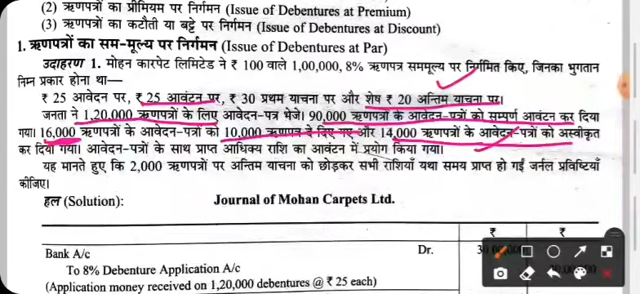 (2) ऋणपत्रों का प्रीमियम पर निर्गमन (Issue of Debentures at Premium)
(3) ऋणपत्रों का कटौती या बट्टे पर निर्गमन (Issue of Debentures at Discount)
1. ऋणपत्रों का सम-मूल्य पर निर्गमन (Issue of Debentures at Par)
उदाहरण 1. मोहन कारपेट लिमिटेड ने ₹ 100 वाले 1,00,000, 8% ऋणपत्र सममूल्य पर निर्गमित किए, जिनका भुगतान
निम्न प्रकार होना था—
₹ 25 आवेदन पर, ₹ 25 आवंटन पर, ₹ 30 प्रथम याचना पर और शेष ₹ 20 अन्तिम याचना पर।
जनता ने 1,20,000 ऋणपत्रों के लिए आवेदन-पत्र भेजे। 90,000 ऋणपत्रों के आवेदन-पत्रों को सम्पूर्ण आवंटन कर दिया
गया। 16,000 ऋणपत्रों के आवेदन-पत्रों को 10,000 ऋणपत्र दे दिए गए और 14,000 ऋणपत्रों के आवेदन-पत्रों को अस्वीकृत
कर दिया गया। आवेदन-पत्रों के साथ प्राप्त आधिक्य राशि का आवंटन में प्रयोग किया गया।
यह मानते हुए कि 2,000 ऋणपत्रों पर अन्तिम याचना को छोड़कर सभी राशियाँ यथा समय प्राप्त हो गईं जर्नल प्रविष्टियाँ
कीजिए।
हल (Solution): Journal of Mohan Carpets Ltd.
₹ ₹
Bank A/c Dr.
To 8% Debenture Application A/c
(Application money received on 1,20,000 debentures @ ₹ 25 each)